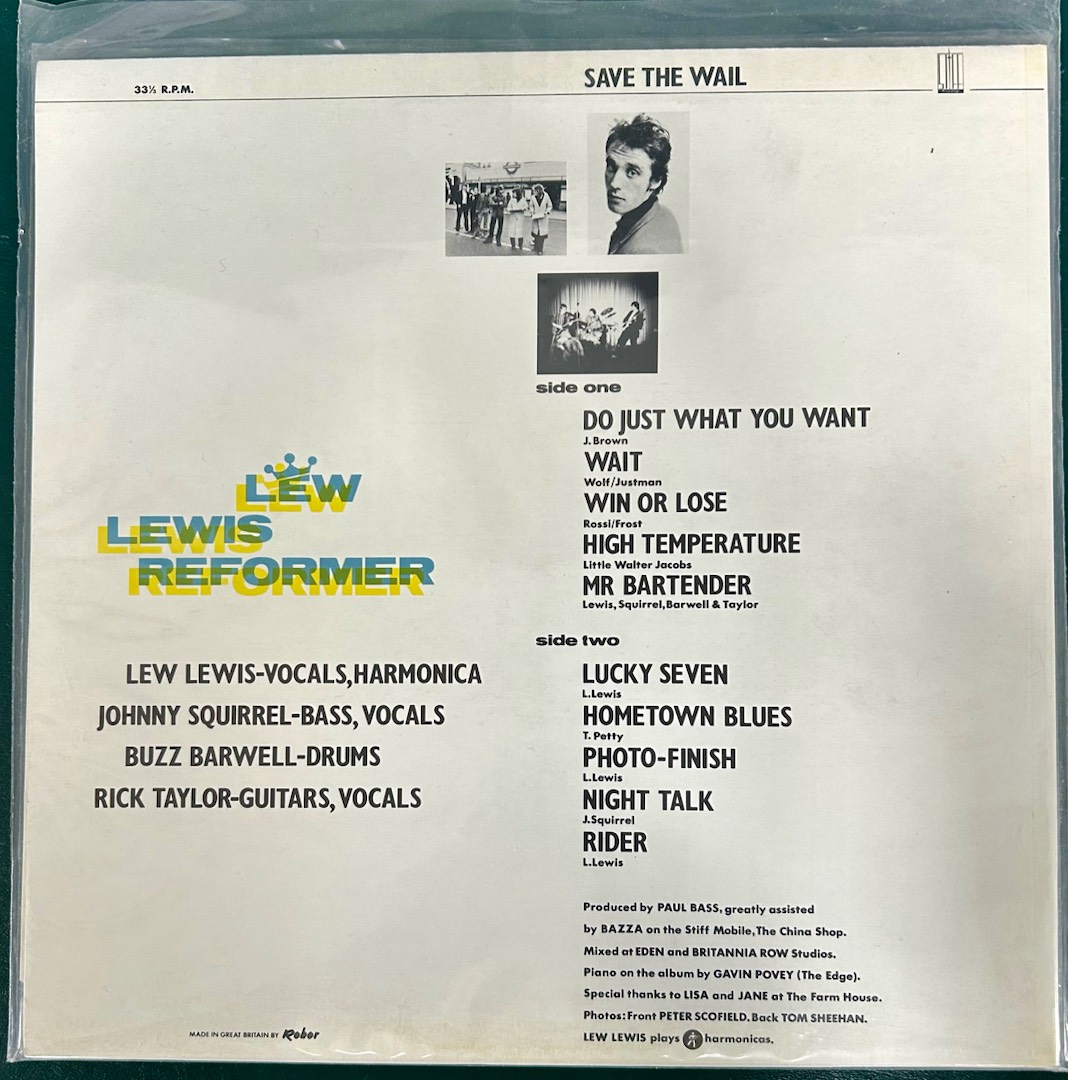 33⅓ R.P.M.
SAVE THE WAIL
STIFF
side one
DO JUST WHAT YOU WANT
J. Brown
WAIT
Wolf/Justman
WIN OR LOSE
Rossi/Frost
HIGH TEMPERATURE
Little Walter Jacobs
MR BARTENDER
Lewis, Squirrel, Barwell & Taylor
LEW
LEWIS
REFORMER
LEW LEWIS-VOCALS, HARMONICA
JOHNNY SQUIRREL-BASS, VOCALS
BUZZ BARWELL-DRUMS
RICK TAYLOR-GUITARS, VOCALS
side two
LUCKY SEVEN
L.Lewis
HOMETOWN BLUES
T. Petty
PHOTO-FINISH
L.Lewis
NIGHT TALK
J.Squirrel
RIDER
L.Lewis
Produced by PAUL BASS, greatly assisted
by BAZZA on the Stiff Mobile, The China Shop.
Mixed at EDEN and BRITANNIA ROW Studios.
Piano on the album by GAVIN POVEY (The Edge).
Special thanks to LISA and JANE at The Farm House.
Photos: Front PETER SCOFIELD. Back TOM SHEEHAN.
LEW LEWIS plays harmonicas.
MADE IN GREAT BRITAIN BY Robor